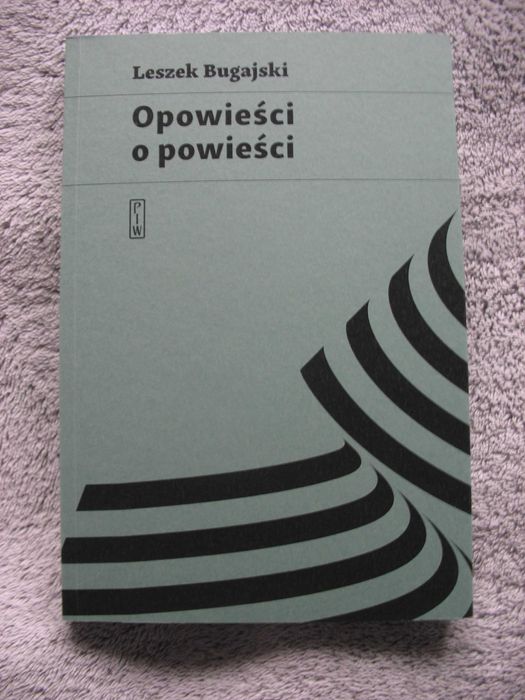 Leszek Bugajski
Opowieści
o powieści
PIW